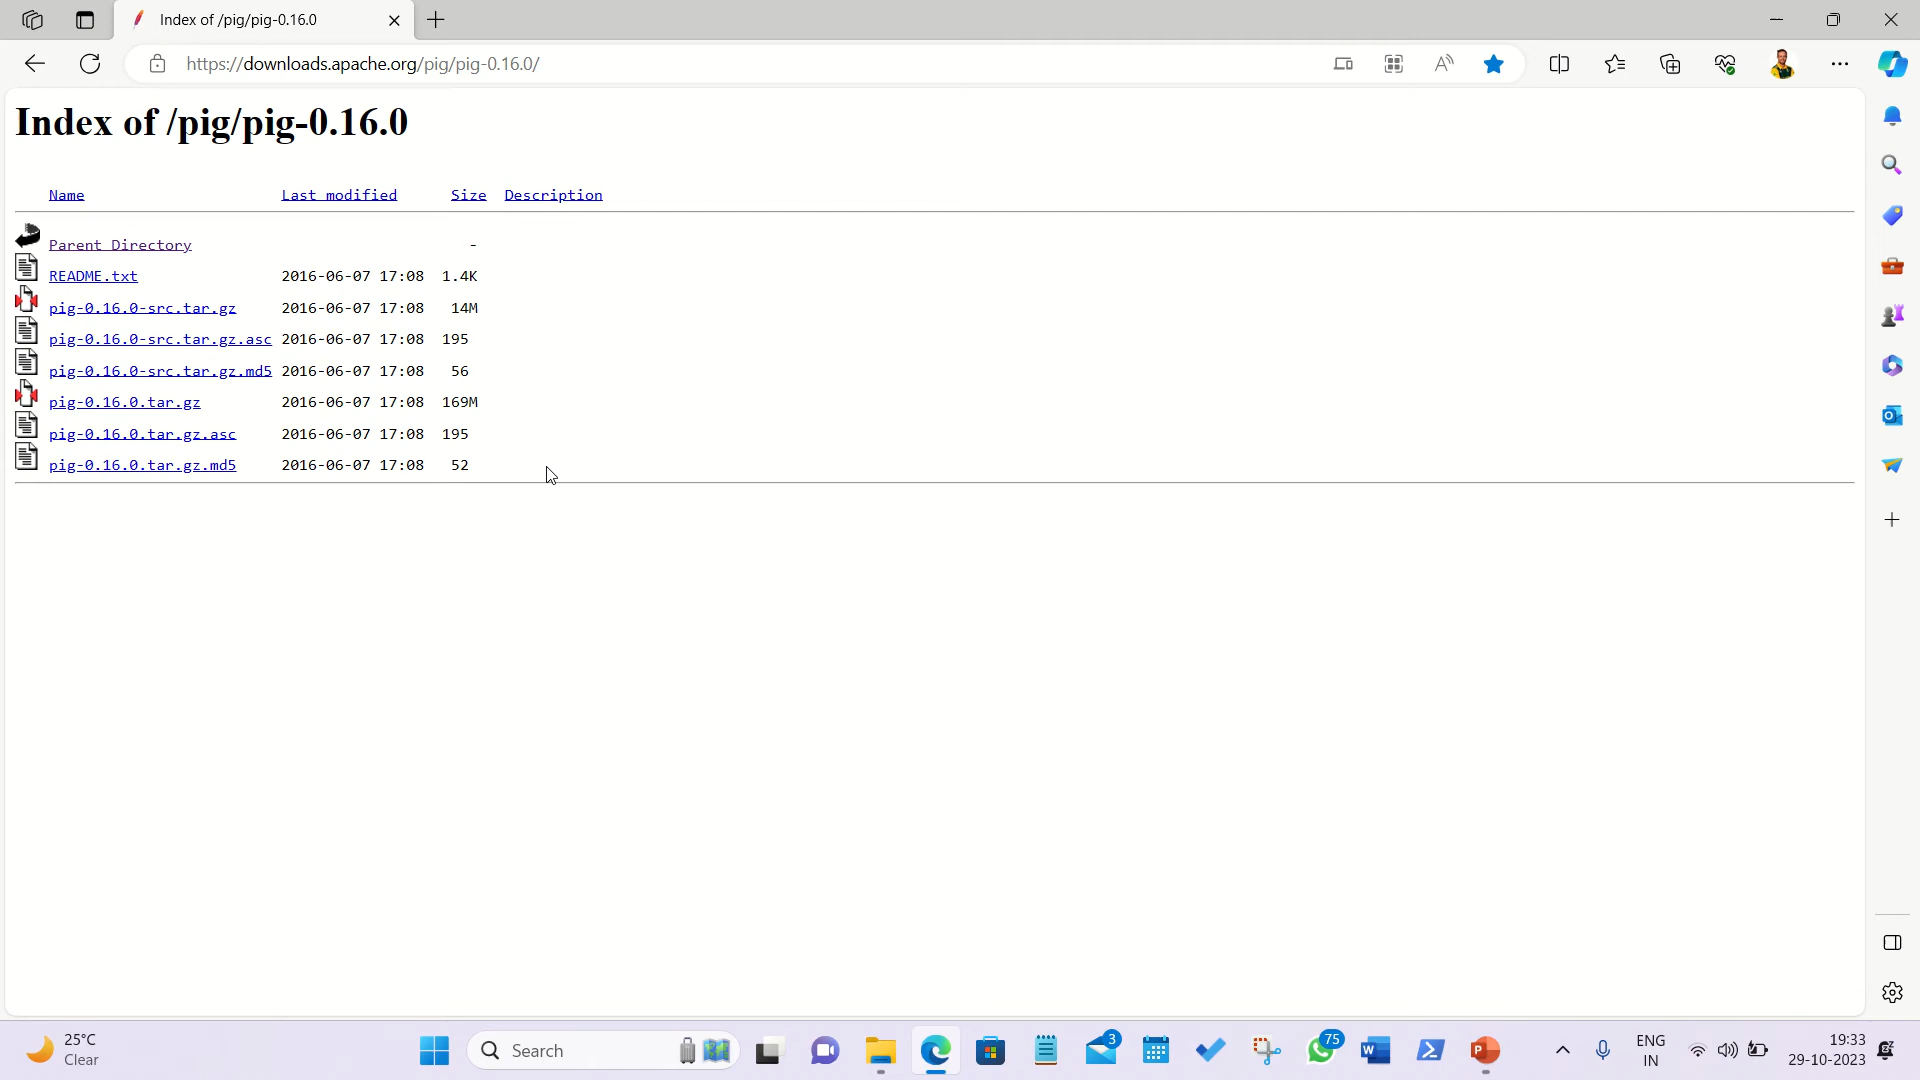 Index of /pig/pig-0.16.0
https://downloads.apache.org/pig/pig-0.16.0/
Index of /pig/pig-0.16.0
Name Last modified Size Description
Parent Directory -
README.txt 2016-06-07 17:08 1.4K
pig-0.16.0-src.tar.gz 2016-06-07 17:08 14M
pig-0.16.0-src.tar.gz.asc 2016-06-07 17:08 195
pig-0.16.0-src.tar.gz.md5 2016-06-07 17:08 56
pig-0.16.0.tar.gz 2016-06-07 17:08 169M
pig-0.16.0.tar.gz.asc 2016-06-07 17:08 195
pig-0.16.0.tar.gz.md5 2016-06-07 17:08 52
25°C
Clear
Search
3
75
ENG
IN
19:33
29-10-2023